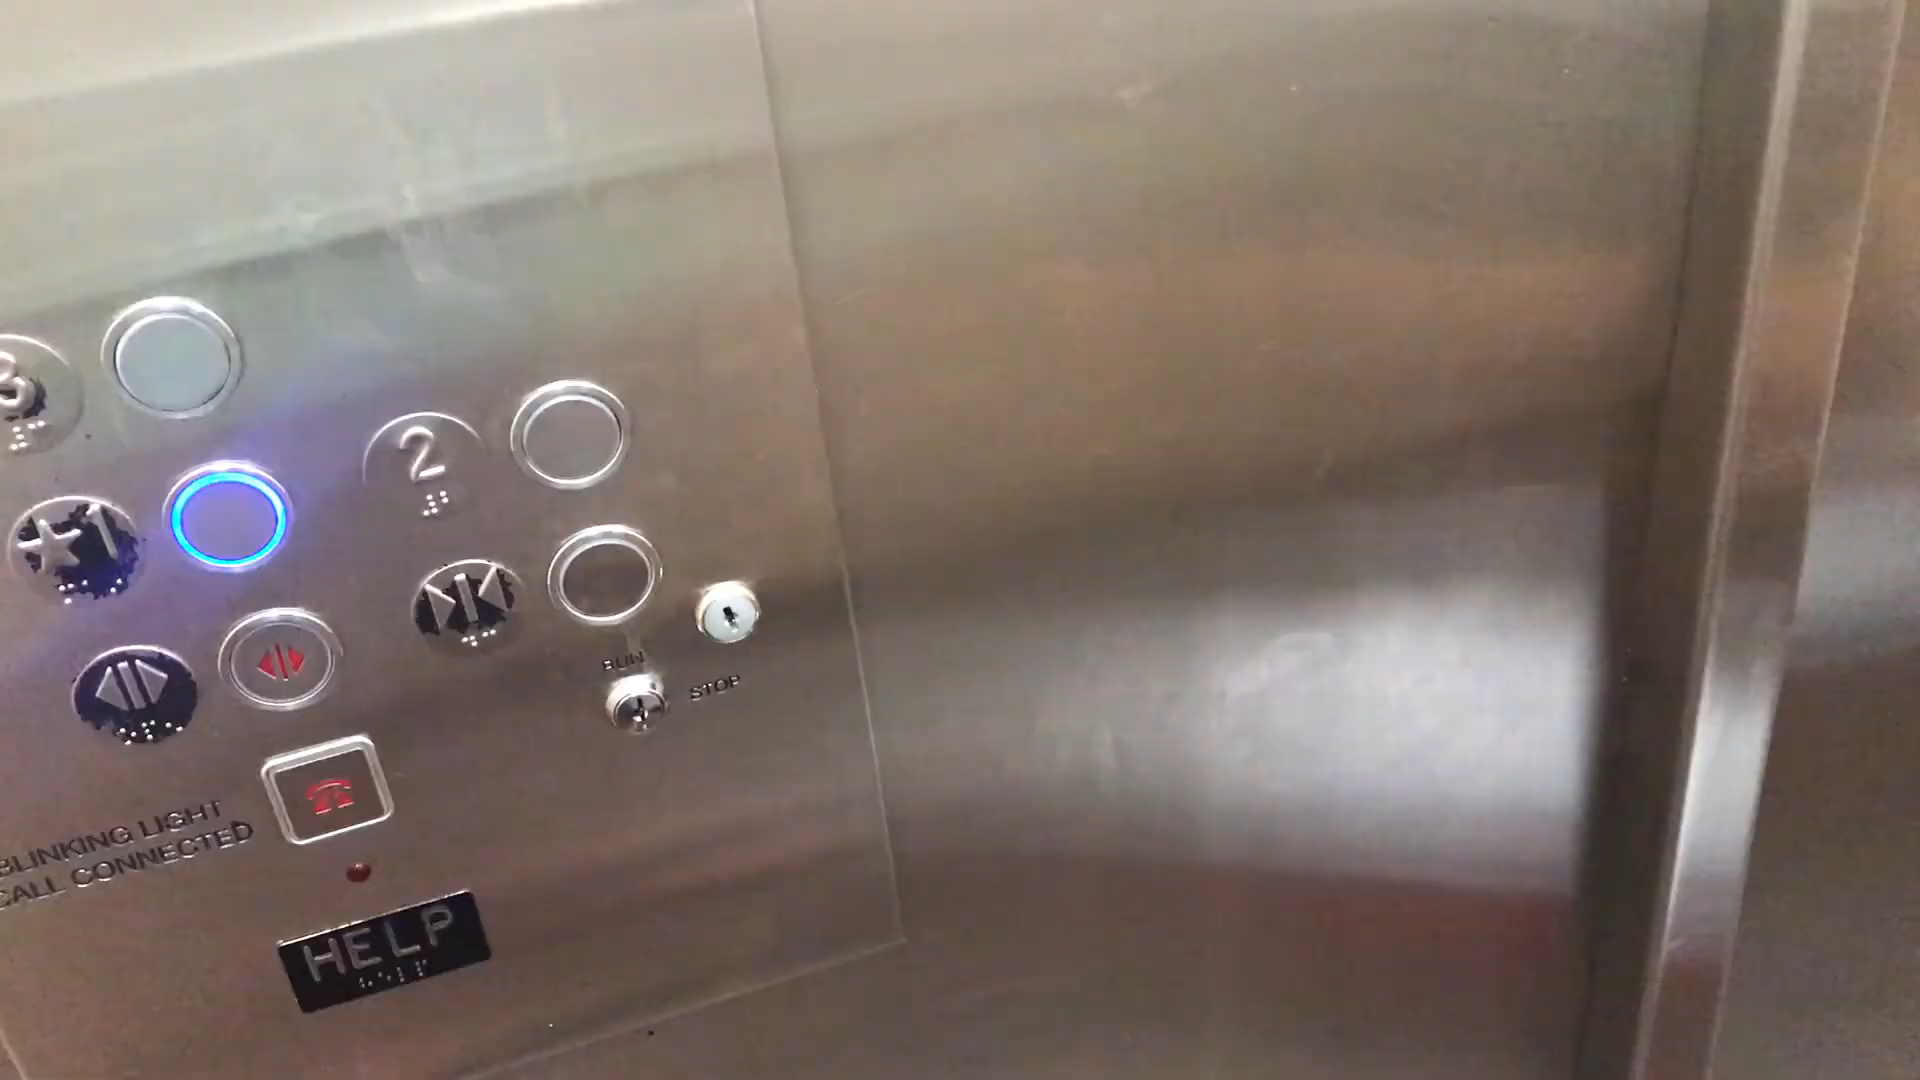 3
2
★1
RUN
STOP
BLINKING LIGHT
CALL CONNECTED
HELP